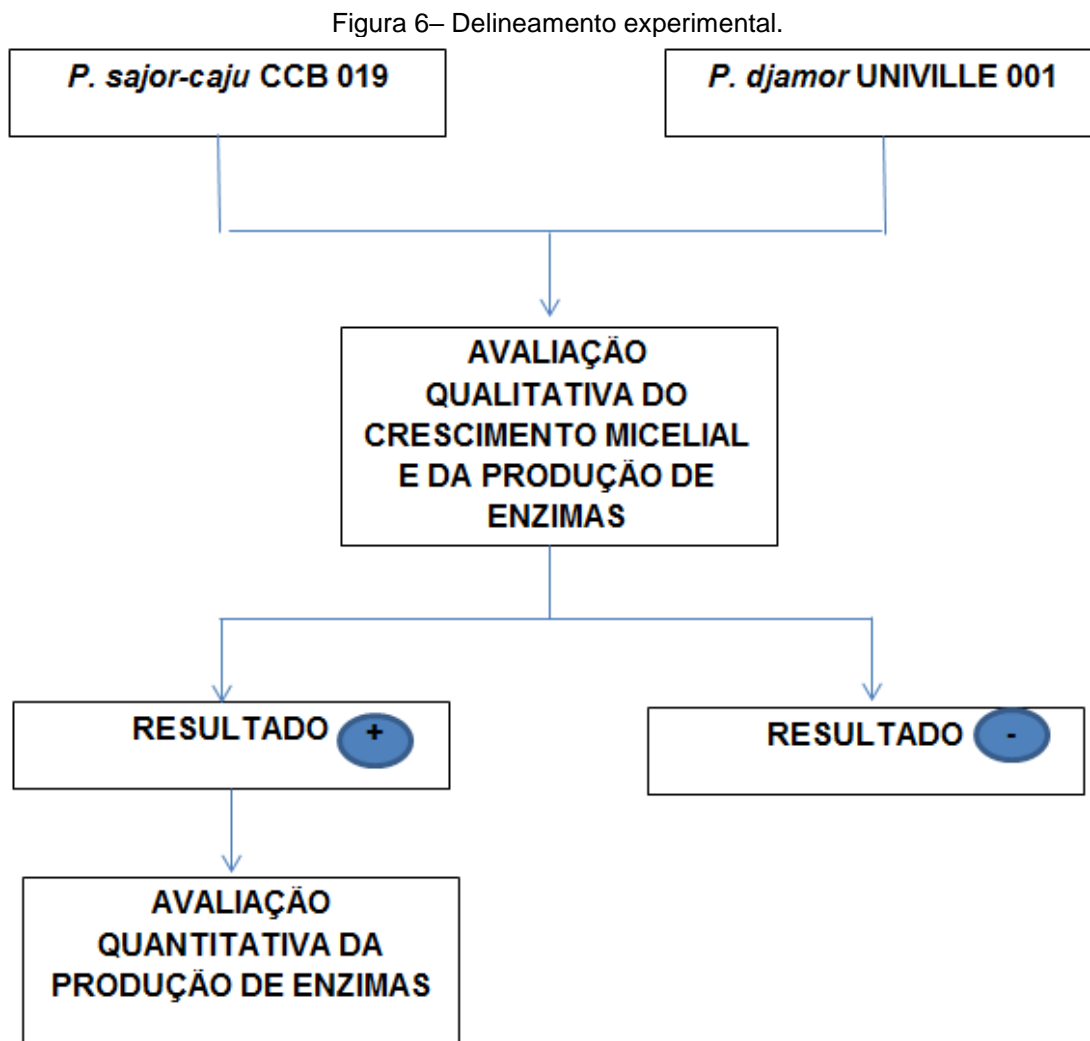 Figura 6– Delineamento experimental.
P. sajor-caju CCB 019
P. djamor UNIVILLE 001
AVALIAÇÃO
QUALITATIVA DO
CRESCIMENTO MICELIAL
E DA PRODUÇÃO DE
ENZIMAS
RESULTADO +
RESULTADO -
AVALIAÇÃO
QUANTITATIVA DA
PRODUÇÃO DE ENZIMAS